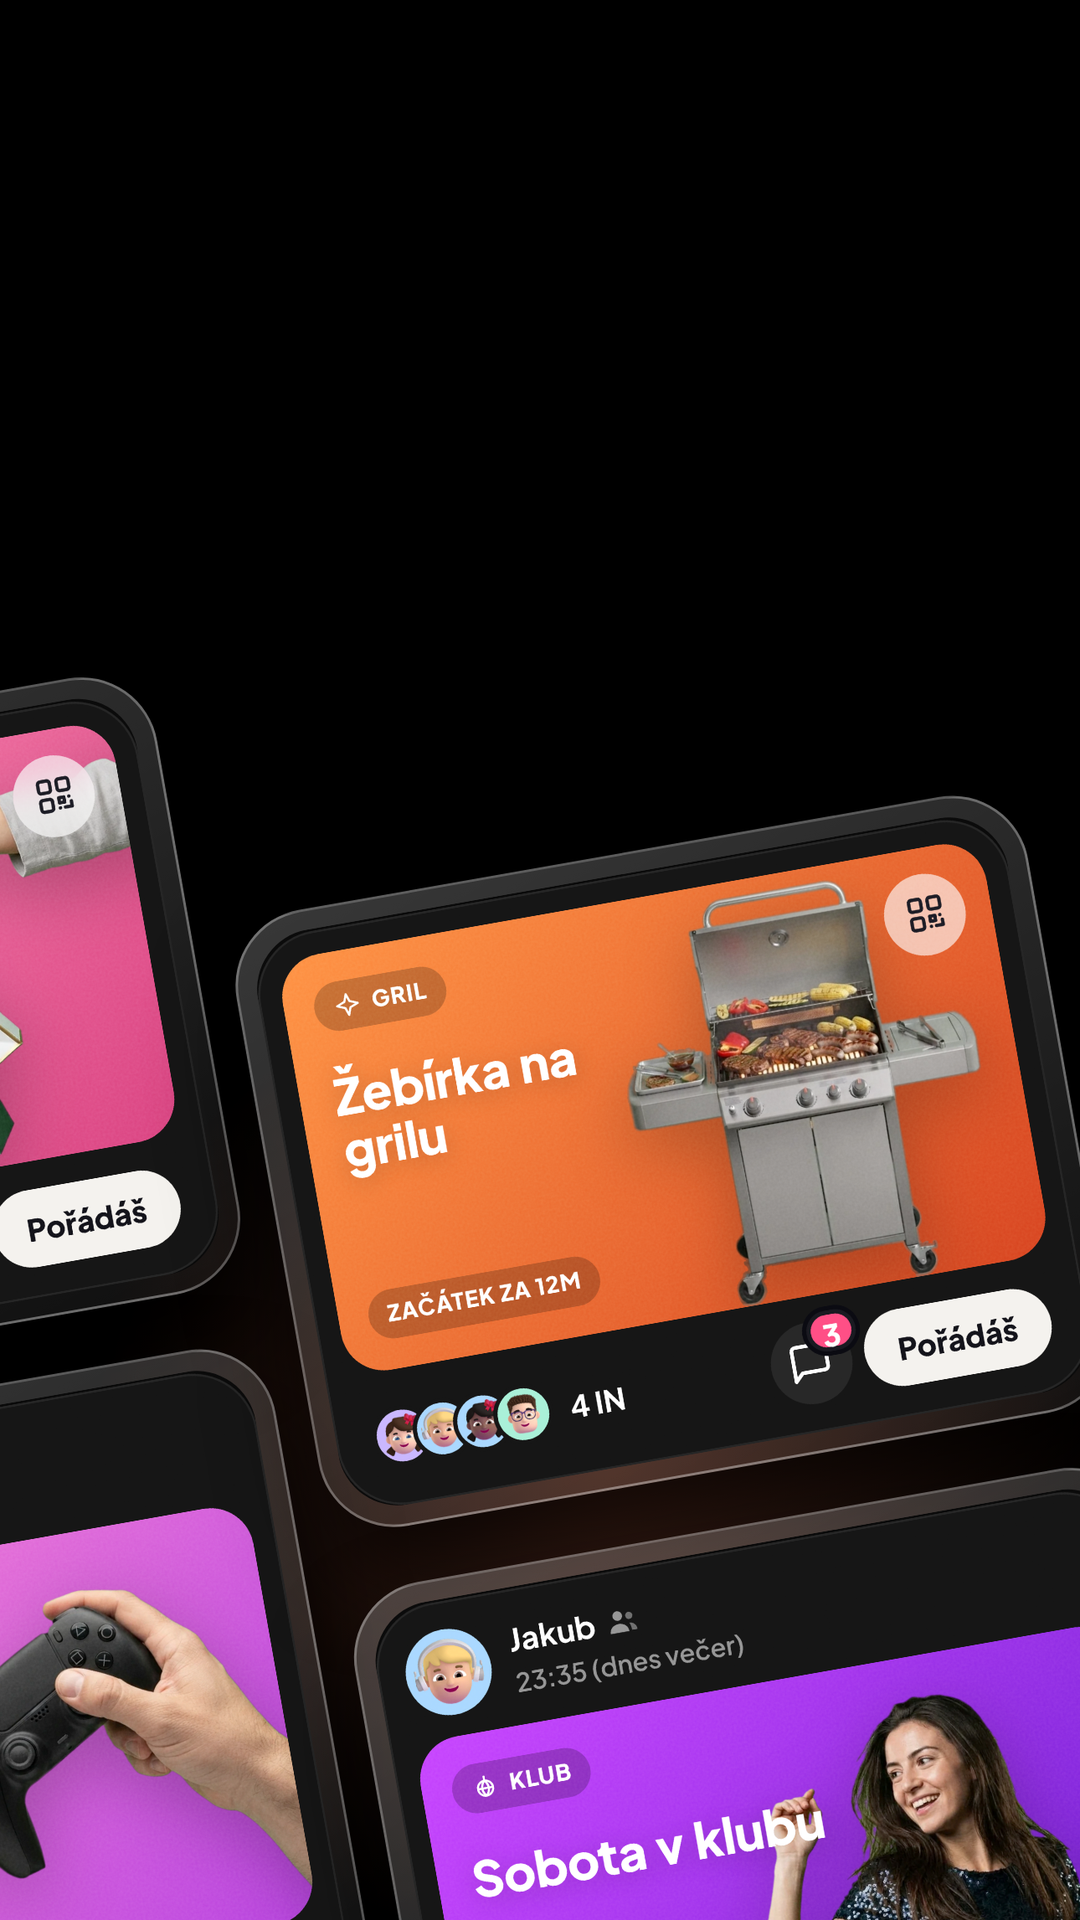 Pořádáš
GRIL
Žebírka na
grilu
ZAČÁTEK ZA 12M
4 IN
3
Pořádáš
Jakub
23:35 (dnes večer)
KLUB
Sobota v klubu